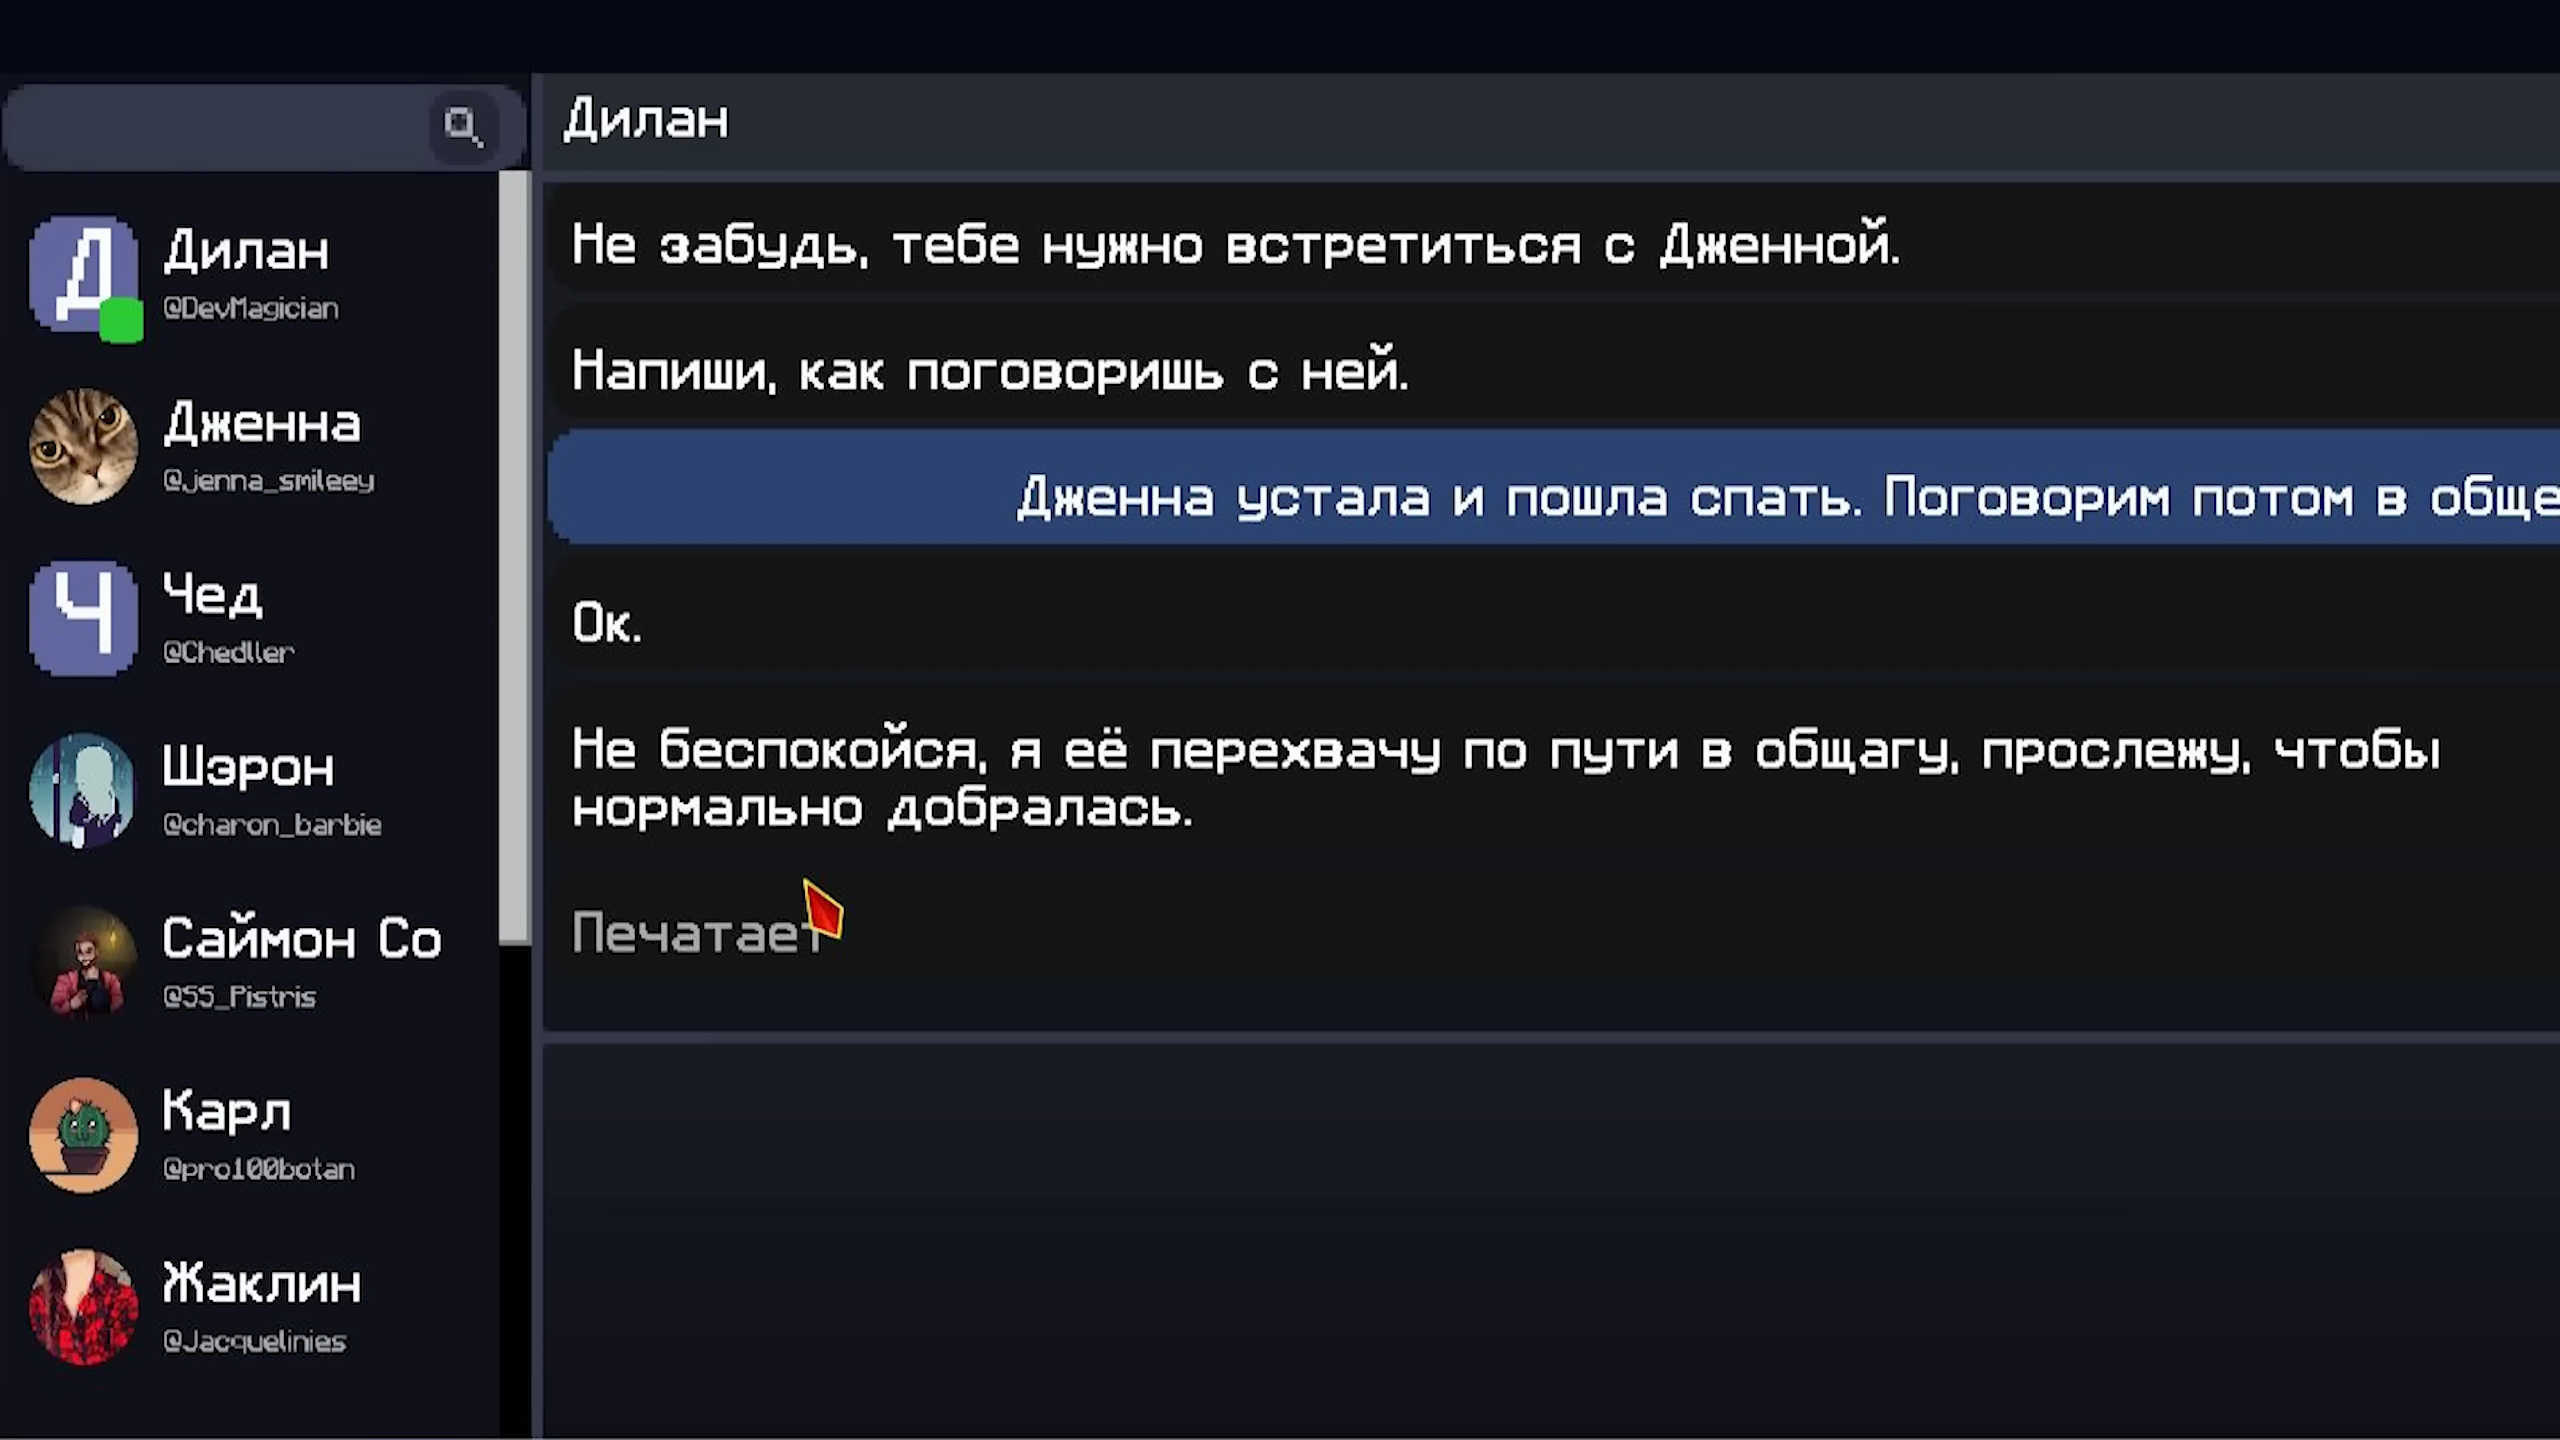 Дилан
@DevMagician
Дженна
@jenna_smileey
Чед
@Chedller
Шэрон
@charon_barbie
Саймон Со
@SS_Pistris
Карл
@pro100botan
Жаклин
@Jacquelinies
Дилан
Не забудь, тебе нужно встретиться с Дженной.
Напиши, как поговоришь с ней.
Дженна устала и пошла спать. Поговорим потом в обще
Ок.
Не беспокойся, я её перехвачу по пути в общагу, прослежу, чтобы
нормально добралась.
Печатает